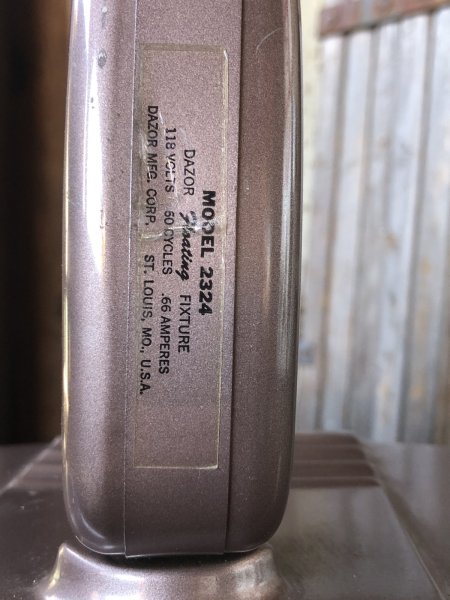 MODEL 2324
DAZOR Floating FIXTURE
118 VOLTS 60 CYCLES .66 AMPERES
DAZOR MFG. CORP. ST. LOUIS, MO., U.S.A.